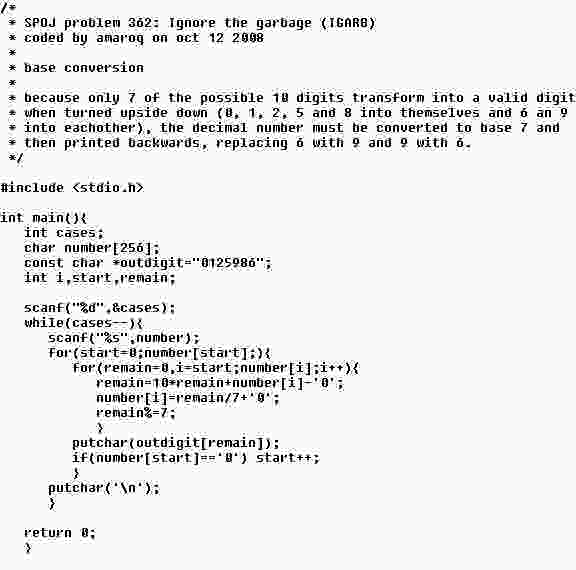 /*
 * SPOJ problem 362: Ignore the garbage (IGARB)
 * coded by amaroq on oct 12 2008
 *
 * base conversion
 *
 * because only 7 of the possible 10 digits transform into a valid digit
 * when turned upside down (0, 1, 2, 5 and 8 into themselves and 6 an 9
 * into eachother), the decimal number must be converted to base 7 and
 * then printed backwards, replacing 6 with 9 and 9 with 6.
 */

#include <stdio.h>

int main(){
   int cases;
   char number[256];
   const char *outdigit="0125986";
   int i,start,remain;

   scanf("%d",&cases);
   while(cases--){
      scanf("%s",number);
      for(start=0;number[start];){
         for(remain=0,i=start;number[i];i++){
            remain=10*remain+number[i]-'0';
            number[i]=remain/7+'0';
            remain%=7;
            }
         putchar(outdigit[remain]);
         if(number[start]=='0') start++;
         }
      putchar('\n');
      }

   return 0;
   }